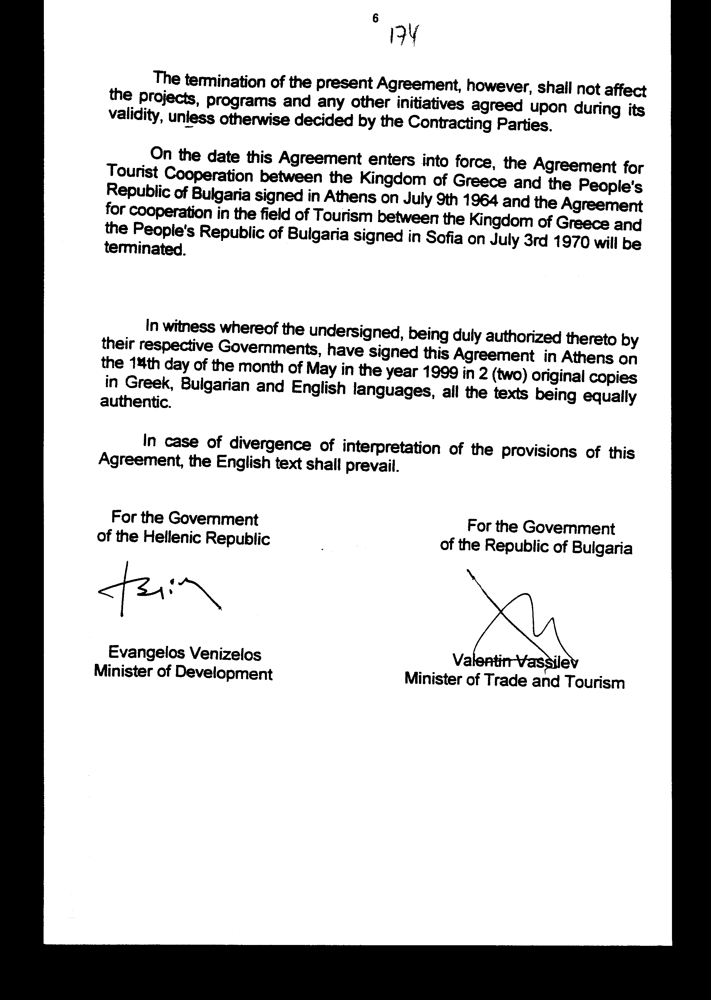 6
174
The termination of the present Agreement, however, shall not affect
the projects, programs and any other initiatives agreed upon during its
validity, unless otherwise decided by the Contracting Parties.
On the date this Agreement enters into force, the Agreement for
Tourist Cooperation between the Kingdom of Greece and the People's
Republic of Bulgaria signed in Athens on July 9th 1964 and the Agreement
for cooperation in the field of Tourism between the Kingdom of Greece and
the People's Republic of Bulgaria signed in Sofia on July 3rd 1970 will be
terminated.
In witness whereof the undersigned, being duly authorized thereto by
their respective Governments, have signed this Agreement in Athens on
the 14th day of the month of May in the year 1999 in 2 (two) original copies
in Greek, Bulgarian and English languages, all the texts being equally
authentic.
In case of divergence of interpretation of the provisions of this
Agreement, the English text shall prevail.
For the Government
of the Hellenic Republic
Evangelos Venizelos
Minister of Development
For the Government
of the Republic of Bulgaria
Valentin Vassilev
Minister of Trade and Tourism